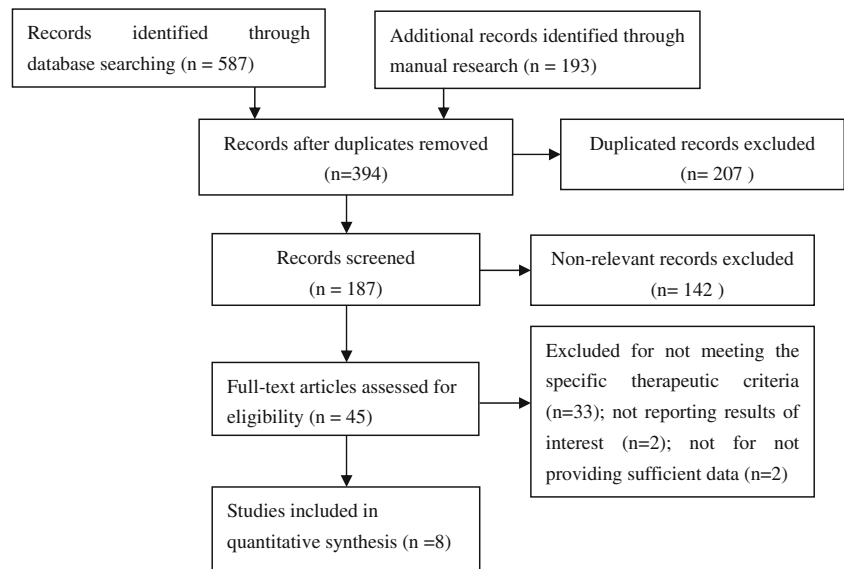 Records identified through
database searching (n = 587)
Additional records identified through
manual research (n = 193)
Records after duplicates removed
(n=394)
Duplicated records excluded
(n= 207 )
Records screened
(n = 187)
Non-relevant records excluded
(n= 142 )
Full-text articles assessed for
eligibility (n = 45)
Excluded for not meeting the
specific therapeutic criteria
(n=33); not reporting results of
interest (n=2); not for not
providing sufficient data (n=2)
Studies included in
quantitative synthesis (n =8)